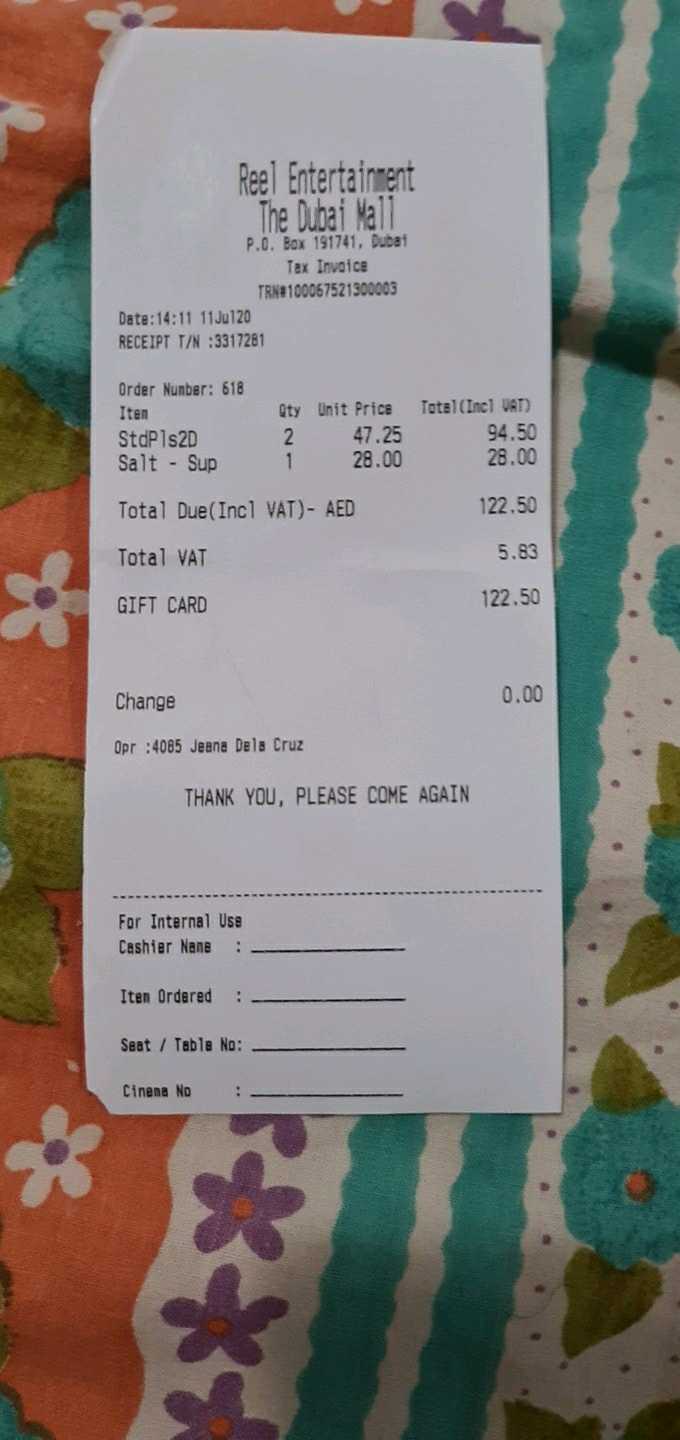 Reel Entertainment
The Dubai Mall
P.O. Box 191741, Dubai
Tax Invoice
TRN#100067521300003
Date:14:11 11Jul20
RECEIPT T/N :3317281
Order Number: 618
Item Qty Unit Price Total(Incl VAT)
StdPls2D 2 47.25 94.50
Salt - Sup 1 28.00 28.00
Total Due(Incl VAT)- AED 122.50
Total VAT 5.83
GIFT CARD 122.50
Change 0.00
Opr :4085 Jeana Dela Cruz
THANK YOU, PLEASE COME AGAIN
For Internal Use
Cashier Name :
Item Ordered :
Seat / Table No:
Cinema No :